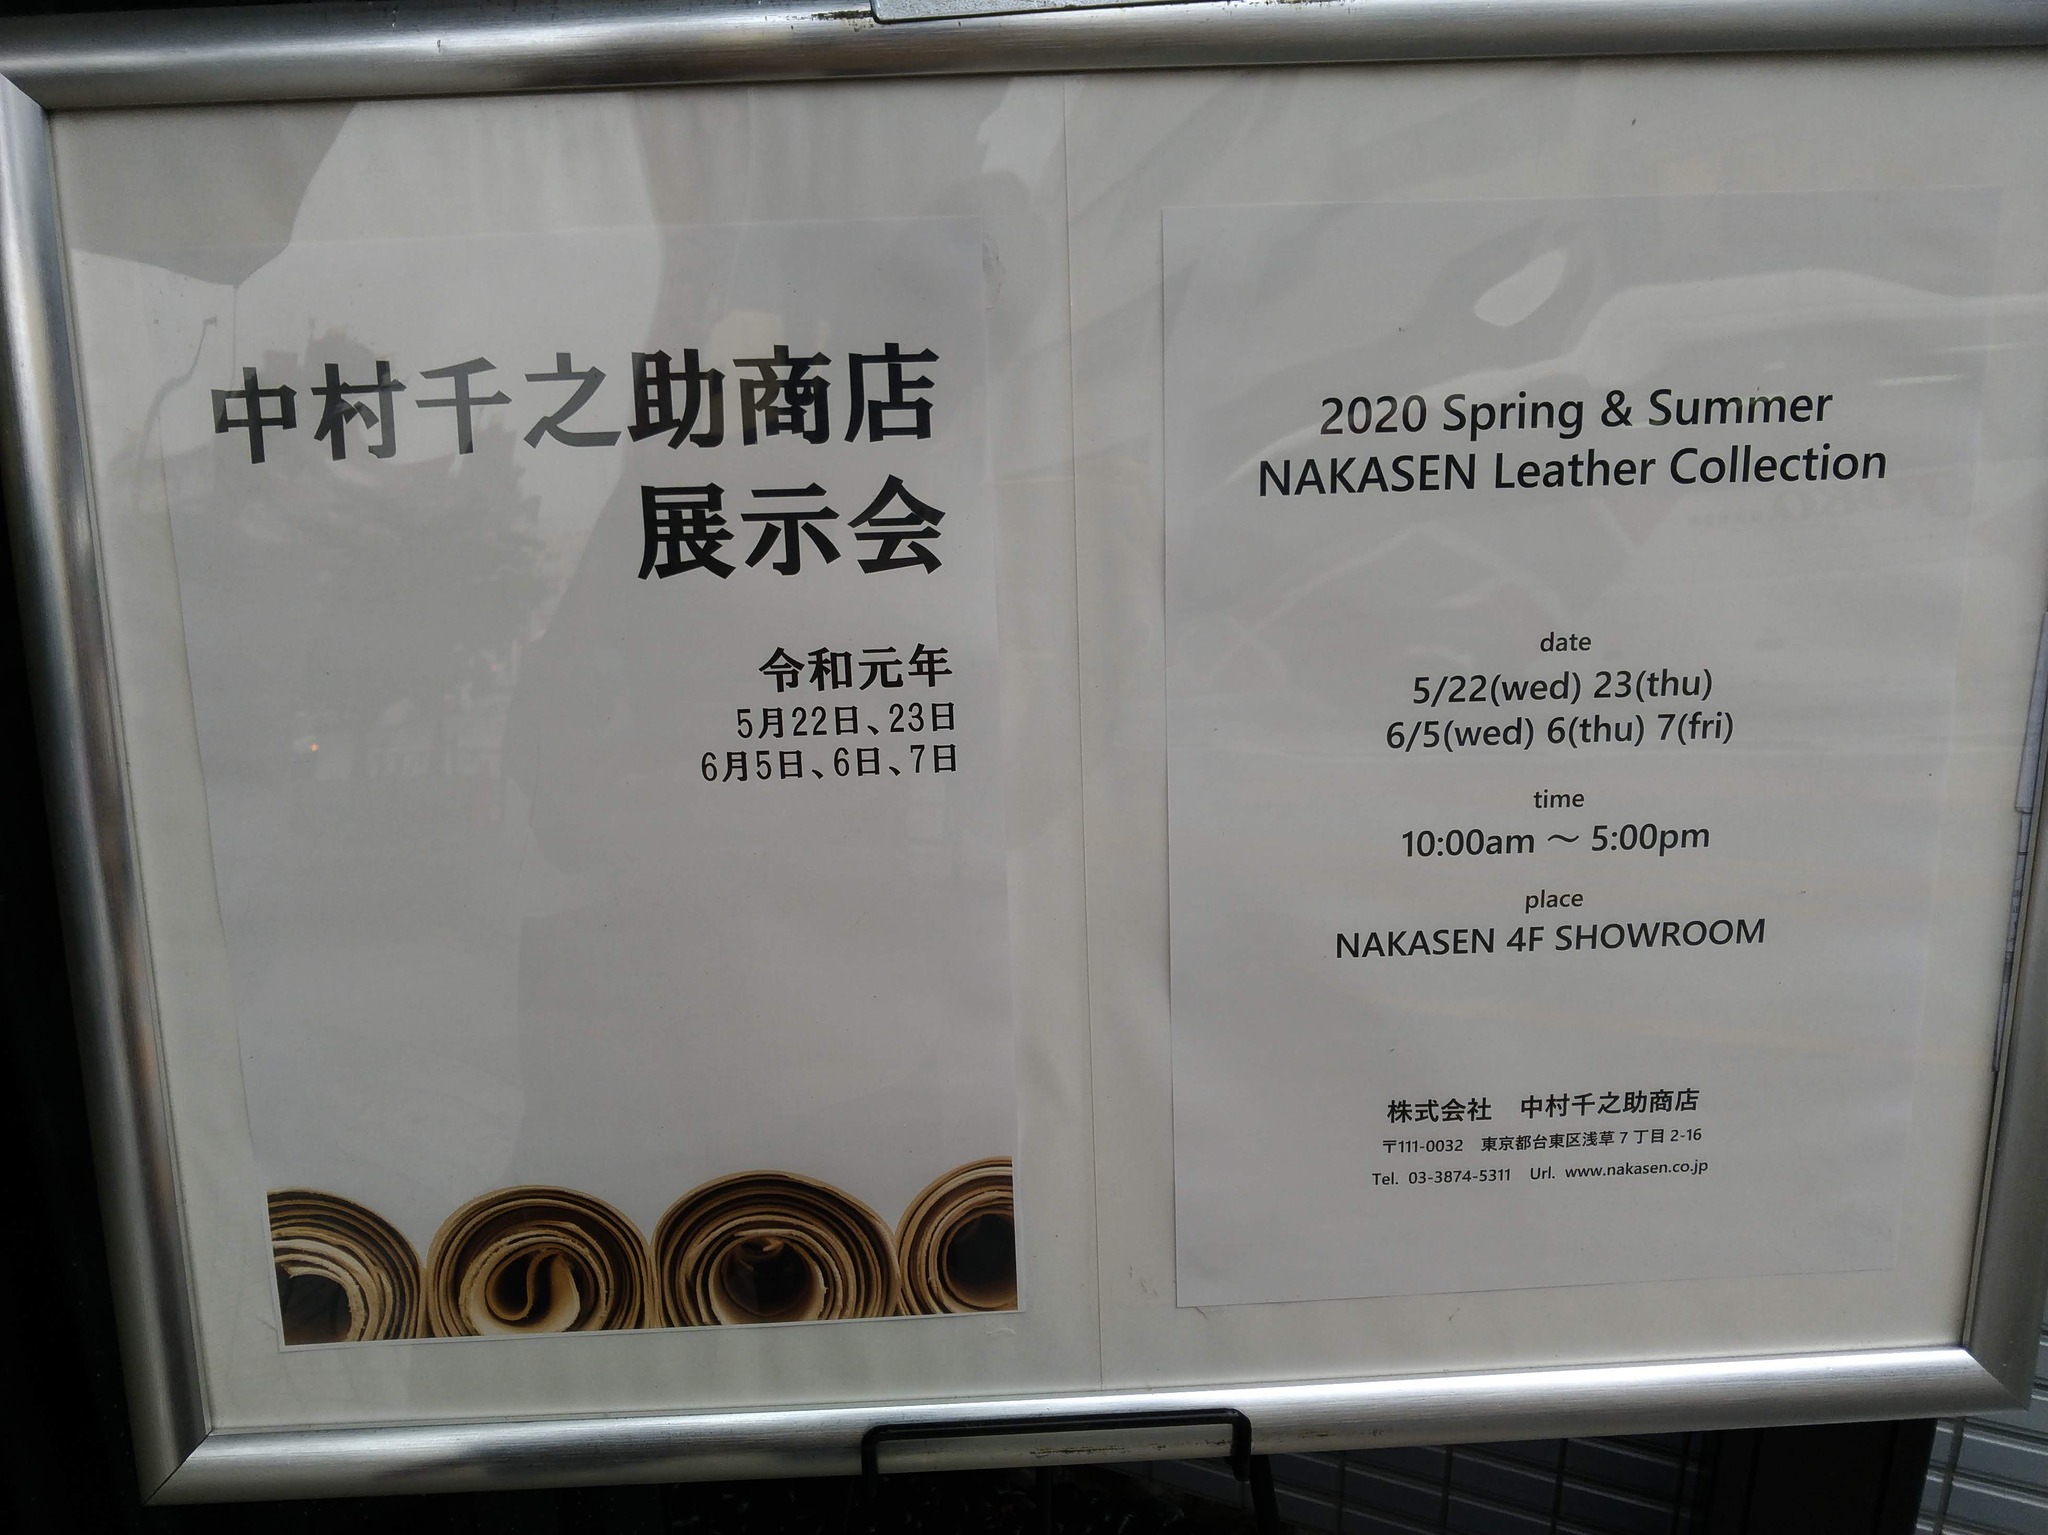 中村千之助商店
展示会
令和元年
5月22日、23日
6月5日、6日、7日
2020 Spring & Summer
NAKASEN Leather Collection
date
5/22(wed) 23(thu)
6/5(wed) 6(thu) 7(fri)
time
10:00am ～ 5:00pm
place
NAKASEN 4F SHOWROOM
株式会社　中村千之助商店
〒111-0032　東京都台東区浅草7丁目2-16
Tel. 03-3874-5311　Url. www.nakasen.co.jp